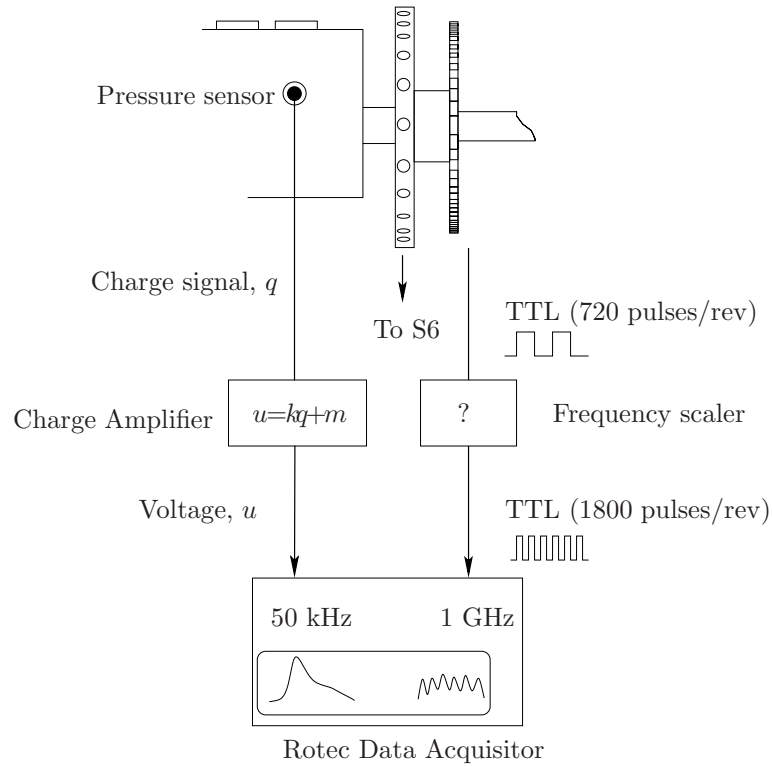 Pressure sensor
Charge signal, q
To S6
TTL (720 pulses/rev)
Charge Amplifier
u=kq+m
?
Frequency scaler
Voltage, u
TTL (1800 pulses/rev)
50 kHz
1 GHz
Rotec Data Acquisitor